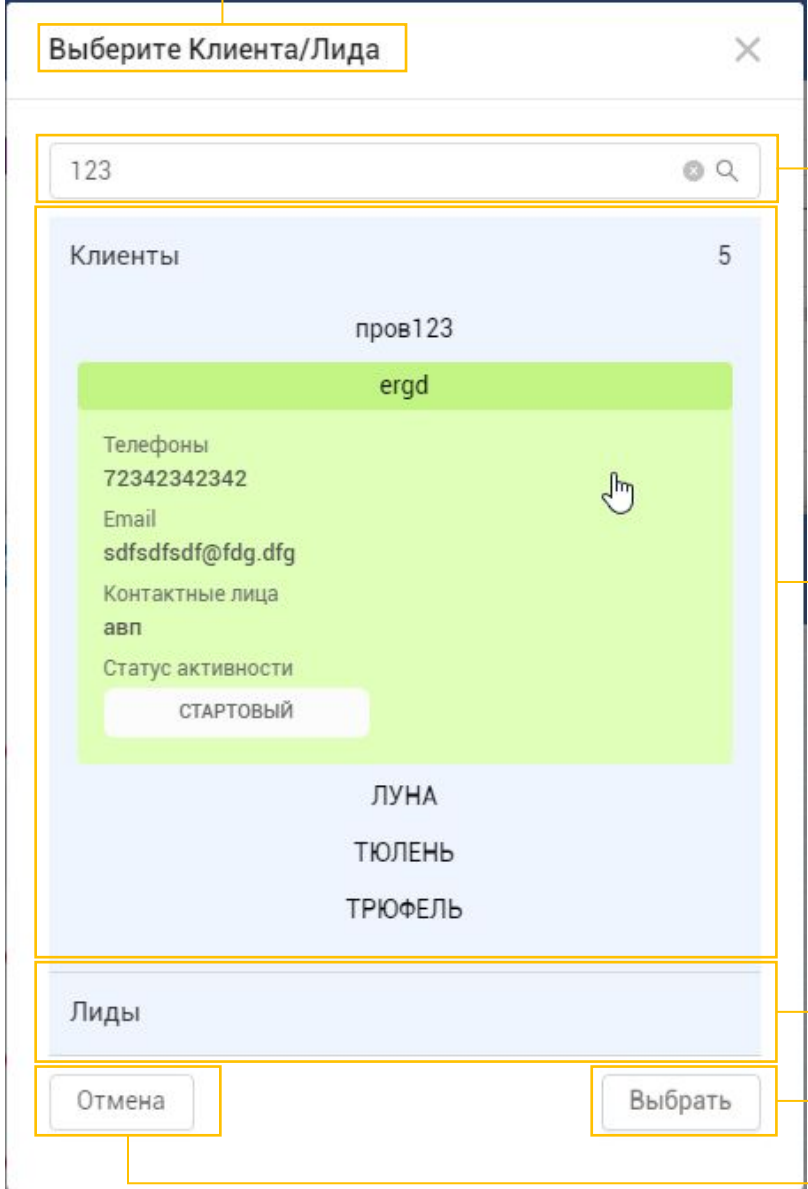 Выберите Клиента/Лида
123
Клиенты 5
пров123
ergd
Телефоны
72342342342
Email
sdfsdfsdf@fdg.dfg
Контактные лица
авп
Статус активности
СТАРТОВЫЙ
ЛУНА
ТЮЛЕНЬ
ТРЮФЕЛЬ
Лиды
Отмена Выбрать